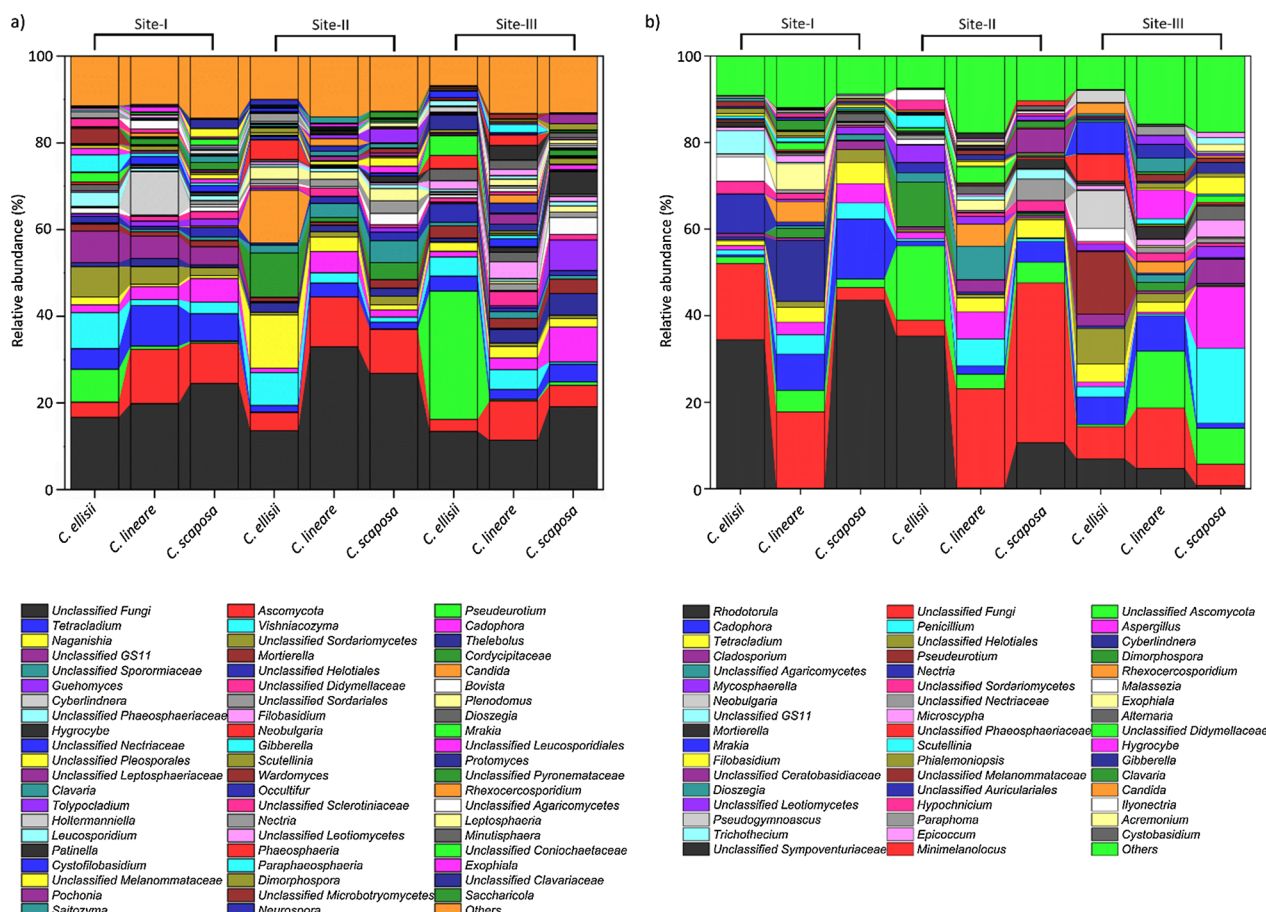 a) Site-I Site-II Site-III
b) Site-I Site-II Site-III
Relative abundance (%)
100
80
60
40
20
0
C. ellisii C. lineare C. scaposa C. ellisii C. lineare C. scaposa C. ellisii C. lineare C. scaposa
Relative abundance (%)
100
80
60
40
20
0
C. ellisii C. lineare C. scaposa C. ellisii C. lineare C. scaposa C. ellisii C. lineare C. scaposa
Unclassified Fungi Ascomycota Pseudeurotium
Tetracladium Vishniacozyma Cadophora
Naganishia Unclassified Sordariomycetes Thelebolus
Unclassified GS11 Mortierella Cordycipitaceae
Unclassified Sporormiaceae Unclassified Helotiales Candida
Guehomyces Unclassified Didymellaceae Bovista
Cyberlindnera Unclassified Sordariales Plenodomus
Unclassified Phaeosphaeriaceae Filobasidium Dioszegia
Hygrocybe Neobulgaria Mrakia
Unclassified Nectriaceae Gibberella Unclassified Leucosporidiales
Unclassified Pleosporales Scutellinia Protomyces
Unclassified Leptosphaeriaceae Wardomyces Unclassified Pyronemataceae
Clavaria Occultifur Rhexocercosporidium
Tolypocladium Unclassified Sclerotiniaceae Unclassified Agaricomycetes
Holtermanniella Nectria Leptosphaeria
Leucosporidium Unclassified Leotiomycetes Minutisphaera
Patinella Phaeosphaeria Unclassified Coniochaetaceae
Cystofilobasidium Paraphaeosphaeria Exophiala
Unclassified Melanommataceae Dimorphospora Unclassified Clavariaceae
Pochonia Unclassified Microbotryomycetes Saccharicola
Saitozyma Neurospora Others
Rhodotorula Unclassified Fungi Unclassified Ascomycota
Cadophora Penicillium Aspergillus
Tetracladium Unclassified Helotiales Cyberlindnera
Cladosporium Pseudeurotium Dimorphospora
Unclassified Agaricomycetes Nectria Rhexocercosporidium
Mycosphaerella Unclassified Sordariomycetes Malassezia
Neobulgaria Unclassified Nectriaceae Exophiala
Unclassified GS11 Microscypha Alternaria
Mortierella Unclassified Phaeosphaeriaceae Unclassified Didymellaceae
Mrakia Scutellinia Hygrocybe
Filobasidium Phialemoniopsis Gibberella
Unclassified Ceratobasidiaceae Unclassified Melanommataceae Clavaria
Dioszegia Unclassified Auriculariales Candida
Unclassified Leotiomycetes Hypochnicium Ilyonectria
Pseudogymnoascus Paraphoma Acremonium
Trichothecium Epicoccum Cystobasidium
Unclassified Sympoventuriaceae Minimelanolocus Others